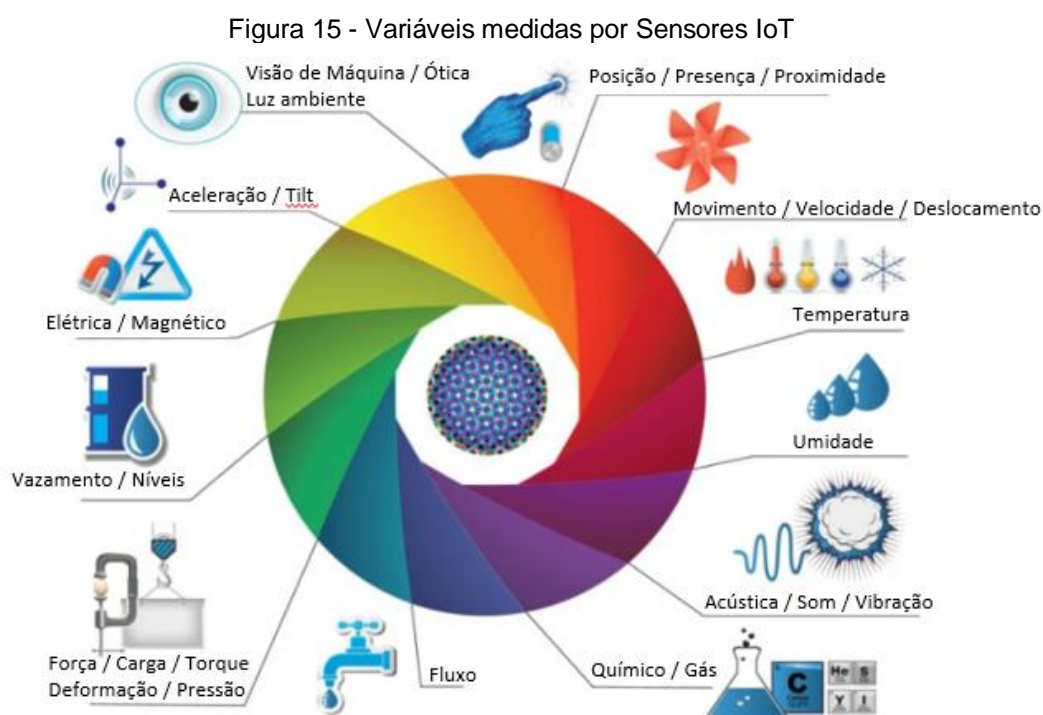 Figura 15 - Variáveis medidas por Sensores IoT
Visão de Máquina / Ótica
Luz ambiente
Posição / Presença / Proximidade
Aceleração / Tilt
Movimento / Velocidade / Deslocamento
Elétrica / Magnético
Temperatura
Vazamento / Níveis
Umidade
Força / Carga / Torque
Deformação / Pressão
Acústica / Som / Vibração
Fluxo
Químico / Gás
C
He
S
Y
I